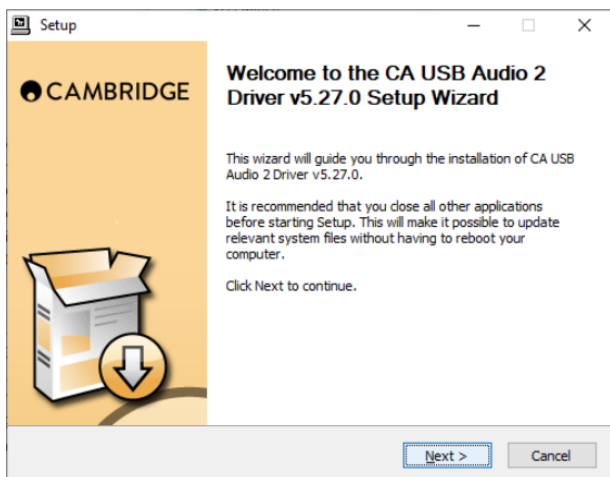 Setup
CAMBRIDGE
Welcome to the CA USB Audio 2
Driver v5.27.0 Setup Wizard
This wizard will guide you through the installation of CA USB
Audio 2 Driver v5.27.0.
It is recommended that you close all other applications
before starting Setup. This will make it possible to update
relevant system files without having to reboot your
computer.
Click Next to continue.
Next >
Cancel